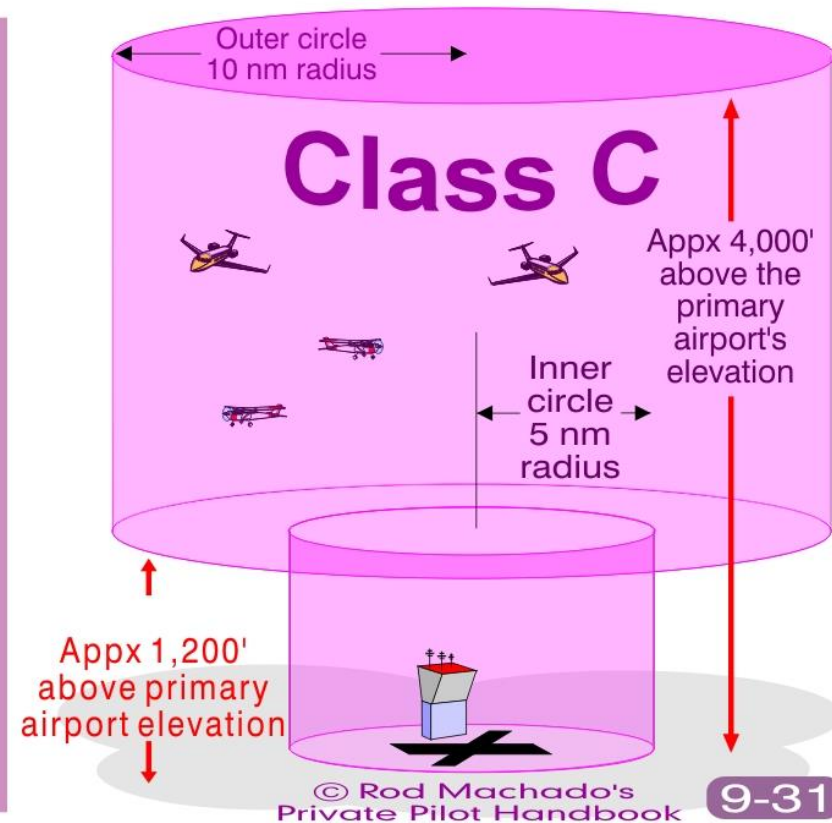 Outer circle
10 nm radius
Class C
Appx 4,000'
above the
primary
airport's
elevation
Inner
circle
5 nm
radius
Appx 1,200'
above primary
airport elevation
© Rod Machado's
Private Pilot Handbook
9-31